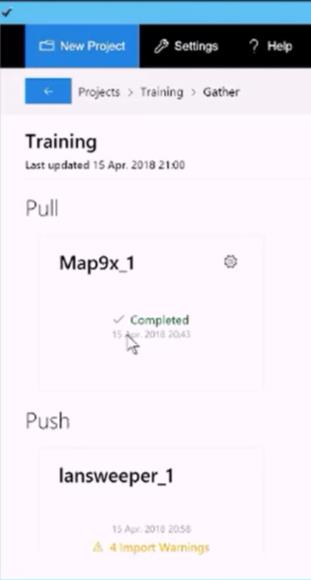 New Project Settings ? Help
Projects > Training > Gather
Training
Last updated 15 Apr. 2018 21:00
Pull
Map9x_1
Completed
15 Apr. 2018 20:43
Push
lansweeper_1
15 Apr. 2018 20:58
4 Import Warnings